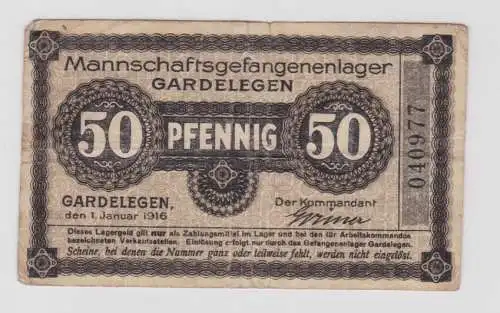 Mannschaftsgefangenenlager
GARDELEGEN
50 PFENNIG 50
040977
GARDELEGEN,
den 1. Januar 1916
Der Kommandant
Dieses Lagergeld gilt nur als Zahlungsmittel im Lager und bei den für Arbeitskommandos
bezeichneten Verkaufsstellen. Einlösung erfolgt nur durch das Gefangenenlager Gardelegen.
Scheine, bei denen die Nummer ganz oder teilweise fehlt, werden nicht eingelöst.